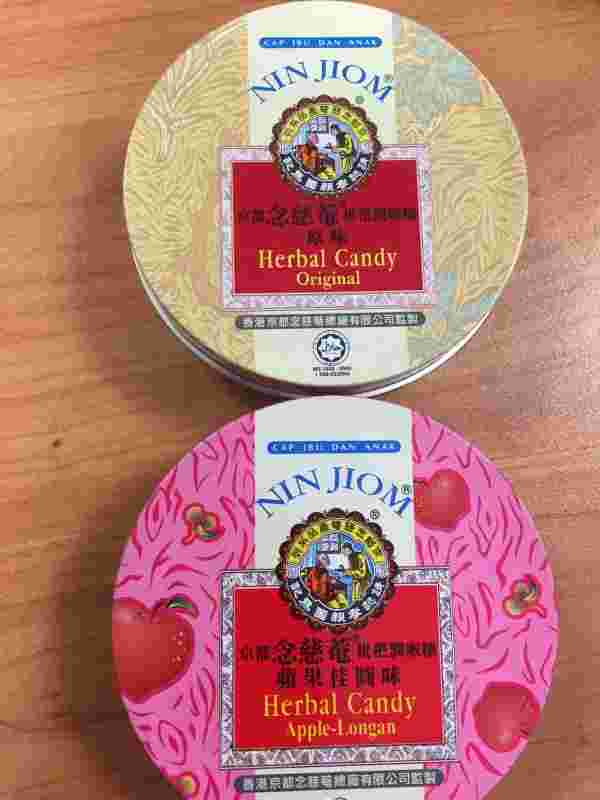 CAP IBU DAN ANAK
NIN JIOM®
京都念慈菴枇杷潤喉糖
原味
Herbal Candy
Original
香港京都念慈菴總廠有限公司監製
CAP IBU DAN ANAK
NIN JIOM®
京都念慈菴枇杷潤喉糖
蘋果桂圓味
Herbal Candy
Apple-Longan
香港京都念慈菴總廠有限公司監製